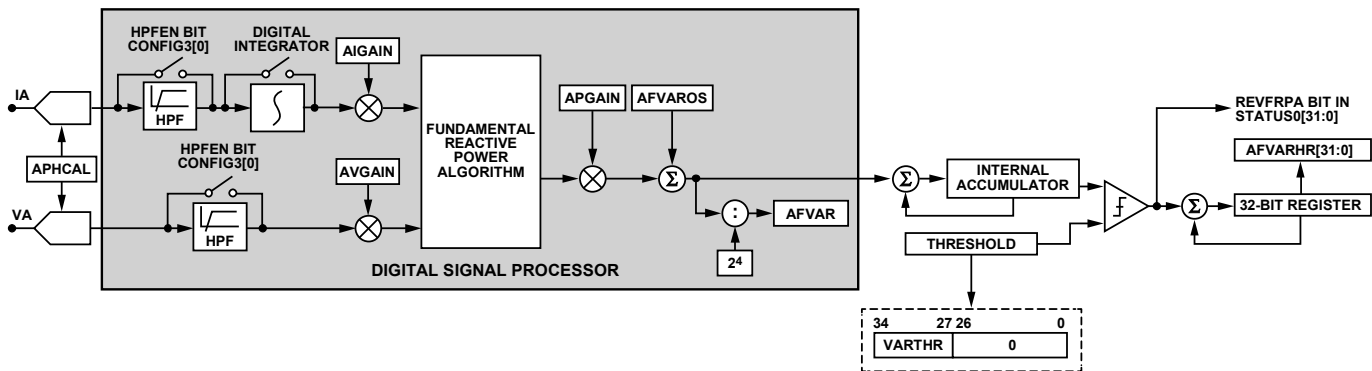 HPFEN BIT
CONFIG3[0]
DIGITAL
INTEGRATOR
AIGAIN
IA
HPF
∫
HPFEN BIT
CONFIG3[0]
APHCAL
AVGAIN
VA
HPF
FUNDAMENTAL
REACTIVE
POWER
ALGORITHM
APGAIN
AFVAROS
Σ
:
AFVAR
2⁴
DIGITAL SIGNAL PROCESSOR
Σ
INTERNAL
ACCUMULATOR
THRESHOLD
34 27 26 0
VARTHR 0
REVFRPA BIT IN
STATUS0[31:0]
AFVARHR[31:0]
Σ
32-BIT REGISTER